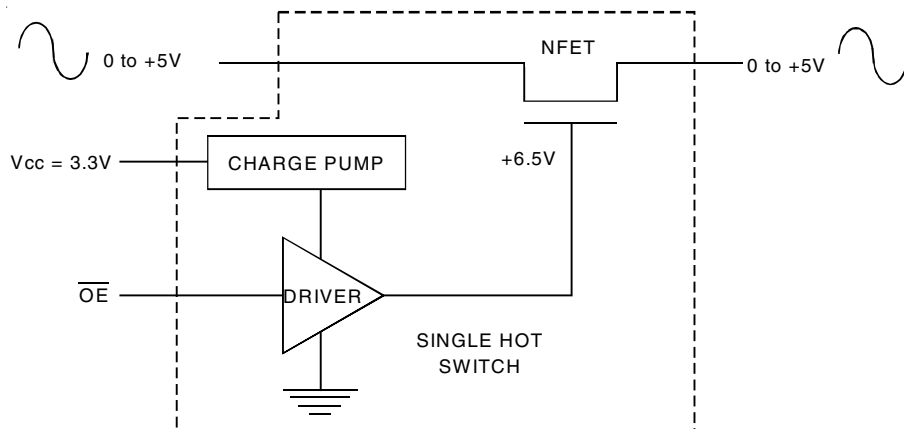 NFET
0 to +5V
0 to +5V
Vcc = 3.3V
CHARGE PUMP
+6.5V
OE
DRIVER
SINGLE HOT
SWITCH